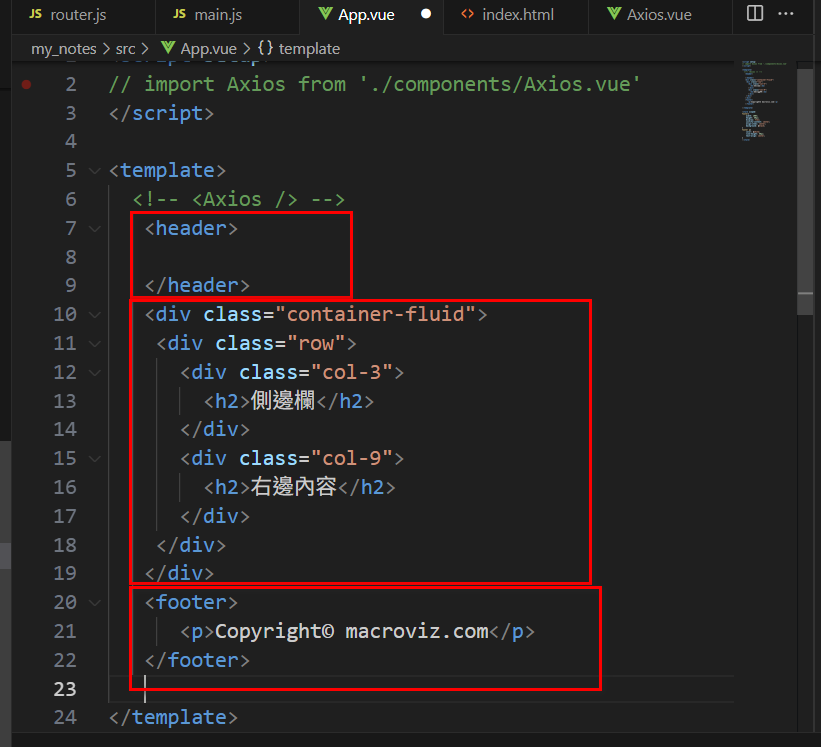 JS router.js JS main.js App.vue index.html Axios.vue
my_notes > src > App.vue > {} template
2 // import Axios from './components/Axios.vue'
3 </script>
4
5 <template>
6 <!-- <Axios /> -->
7 <header>
8
9 </header>
10 <div class="container-fluid">
11 <div class="row">
12 <div class="col-3">
13 <h2>側邊欄</h2>
14 </div>
15 <div class="col-9">
16 <h2>右邊內容</h2>
17 </div>
18 </div>
19 </div>
20 <footer>
21 <p>Copyright© macroviz.com</p>
22 </footer>
23
24 </template>